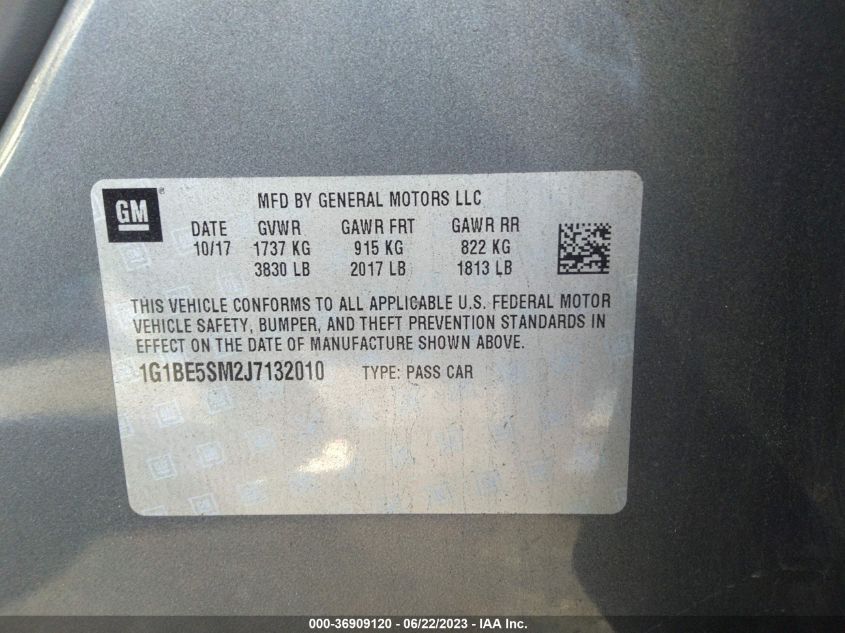 GM ®
MFD BY GENERAL MOTORS LLC
DATE GVWR GAWR FRT GAWR RR
10/17 1737 KG 915 KG 822 KG
3830 LB 2017 LB 1813 LB
THIS VEHICLE CONFORMS TO ALL APPLICABLE U.S. FEDERAL MOTOR
VEHICLE SAFETY, BUMPER, AND THEFT PREVENTION STANDARDS IN
EFFECT ON THE DATE OF MANUFACTURE SHOWN ABOVE.
1G1BE5SM2J7132010 TYPE: PASS CAR
000-36909120 - 06/22/2023 - IAA Inc.